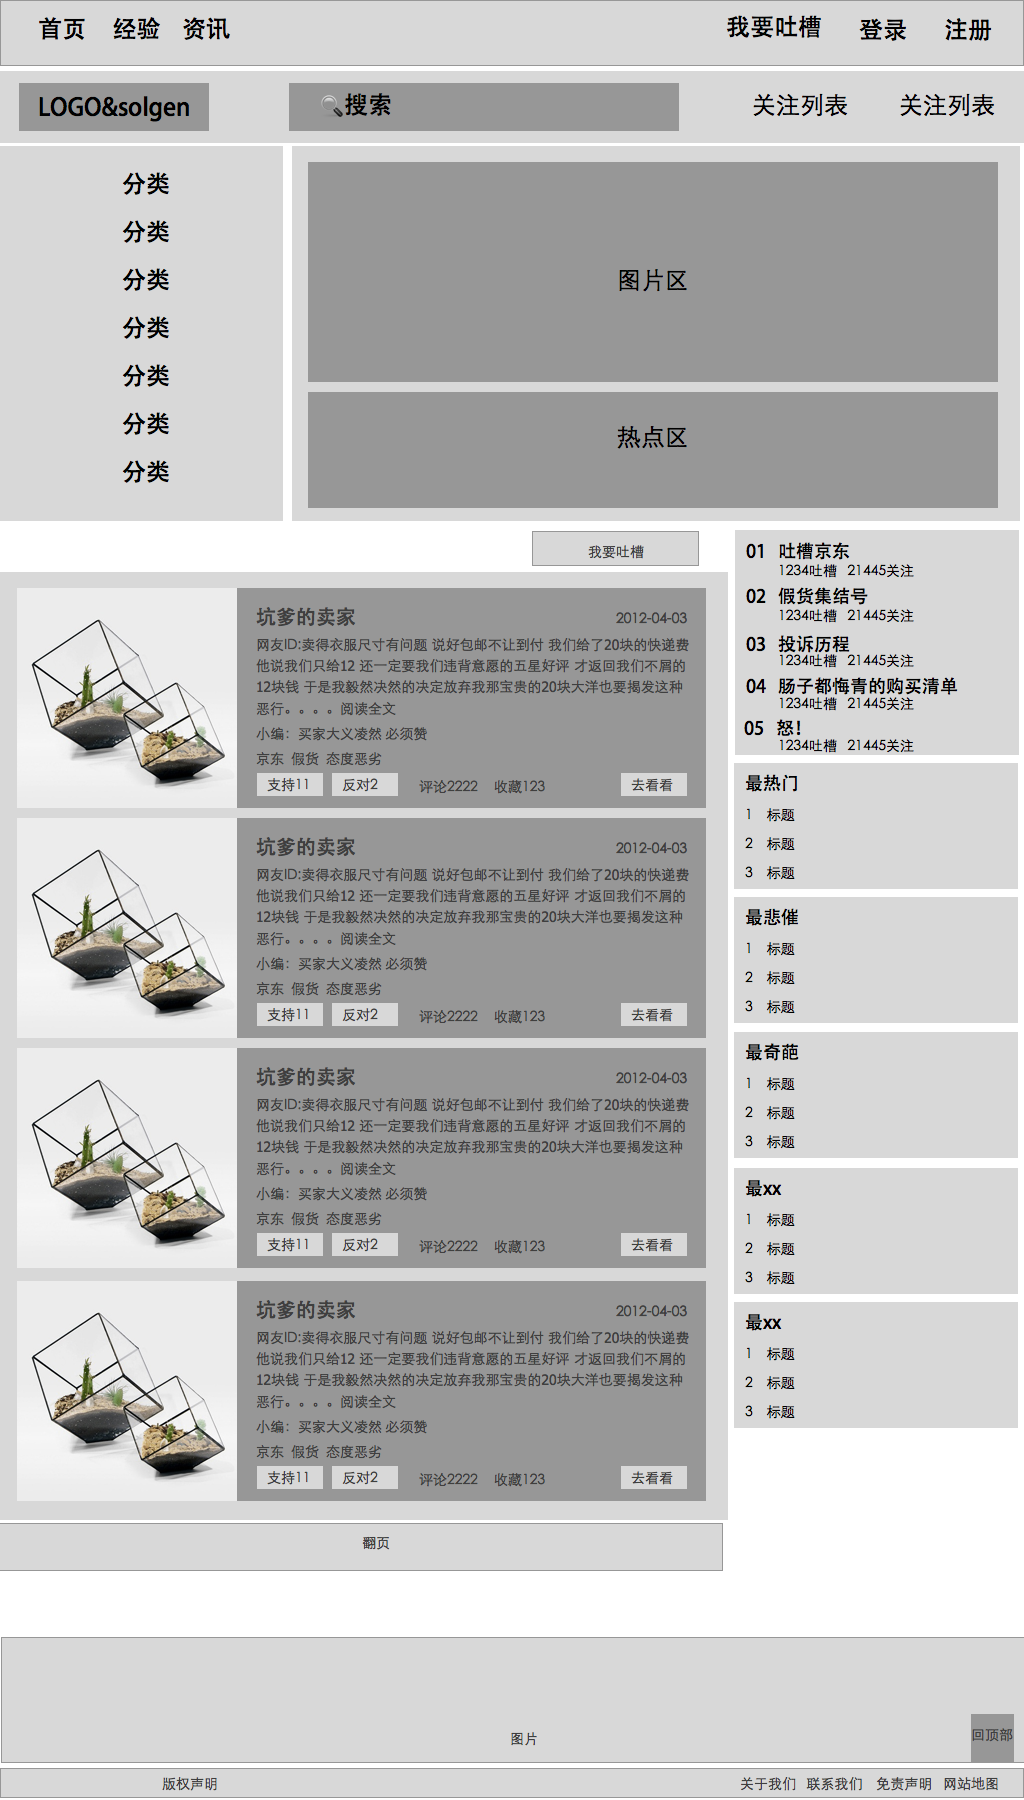 首页 经验 资讯 我要吐槽 登录 注册
LOGO&solgen 搜索 关注列表 关注列表
分类
分类
分类
分类
分类
分类
分类
图片区
热点区
我要吐槽
坑爹的卖家 2012-04-03
网友ID:卖得衣服尺寸有问题 说好包邮不让到付 我们给了20块的快递费
他说我们只给12 还一定要我们违背意愿的五星好评 才返回我们不屑的
12块钱 于是我毅然决然的决定放弃我那宝贵的20块大洋也要揭发这种
恶行。。。。阅读全文
小编：买家大义凌然 必须赞
京东 假货 态度恶劣
支持11 反对2 评论2222 收藏123 去看看
坑爹的卖家 2012-04-03
网友ID:卖得衣服尺寸有问题 说好包邮不让到付 我们给了20块的快递费
他说我们只给12 还一定要我们违背意愿的五星好评 才返回我们不屑的
12块钱 于是我毅然决然的决定放弃我那宝贵的20块大洋也要揭发这种
恶行。。。。阅读全文
小编：买家大义凌然 必须赞
京东 假货 态度恶劣
支持11 反对2 评论2222 收藏123 去看看
坑爹的卖家 2012-04-03
网友ID:卖得衣服尺寸有问题 说好包邮不让到付 我们给了20块的快递费
他说我们只给12 还一定要我们违背意愿的五星好评 才返回我们不屑的
12块钱 于是我毅然决然的决定放弃我那宝贵的20块大洋也要揭发这种
恶行。。。。阅读全文
小编：买家大义凌然 必须赞
京东 假货 态度恶劣
支持11 反对2 评论2222 收藏123 去看看
坑爹的卖家 2012-04-03
网友ID:卖得衣服尺寸有问题 说好包邮不让到付 我们给了20块的快递费
他说我们只给12 还一定要我们违背意愿的五星好评 才返回我们不屑的
12块钱 于是我毅然决然的决定放弃我那宝贵的20块大洋也要揭发这种
恶行。。。。阅读全文
小编：买家大义凌然 必须赞
京东 假货 态度恶劣
支持11 反对2 评论2222 收藏123 去看看
翻页
01 吐槽京东
1234吐槽 21445关注
02 假货集结号
1234吐槽 21445关注
03 投诉历程
1234吐槽 21445关注
04 肠子都悔青的购买清单
1234吐槽 21445关注
05 怒!
1234吐槽 21445关注
最热门
1 标题
2 标题
3 标题
最悲催
1 标题
2 标题
3 标题
最奇葩
1 标题
2 标题
3 标题
最xx
1 标题
2 标题
3 标题
最xx
1 标题
2 标题
3 标题
图片
回顶部
版权声明 关于我们 联系我们 免责声明 网站地图